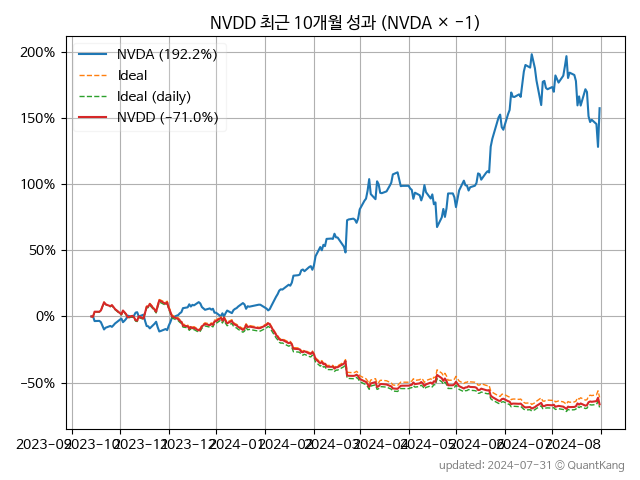 NVDD 최근 10개월 성과 (NVDA × −1)
200%
150%
100%
50%
0%
−50%
NVDA (192.2%)
Ideal
Ideal (daily)
NVDD (−71.0%)
2023-09 2023-10 2023-11 2023-12 2024-01 2024-02 2024-03 2024-04 2024-05 2024-06 2024-07 2024-08
updated: 2024-07-31 © QuantKang